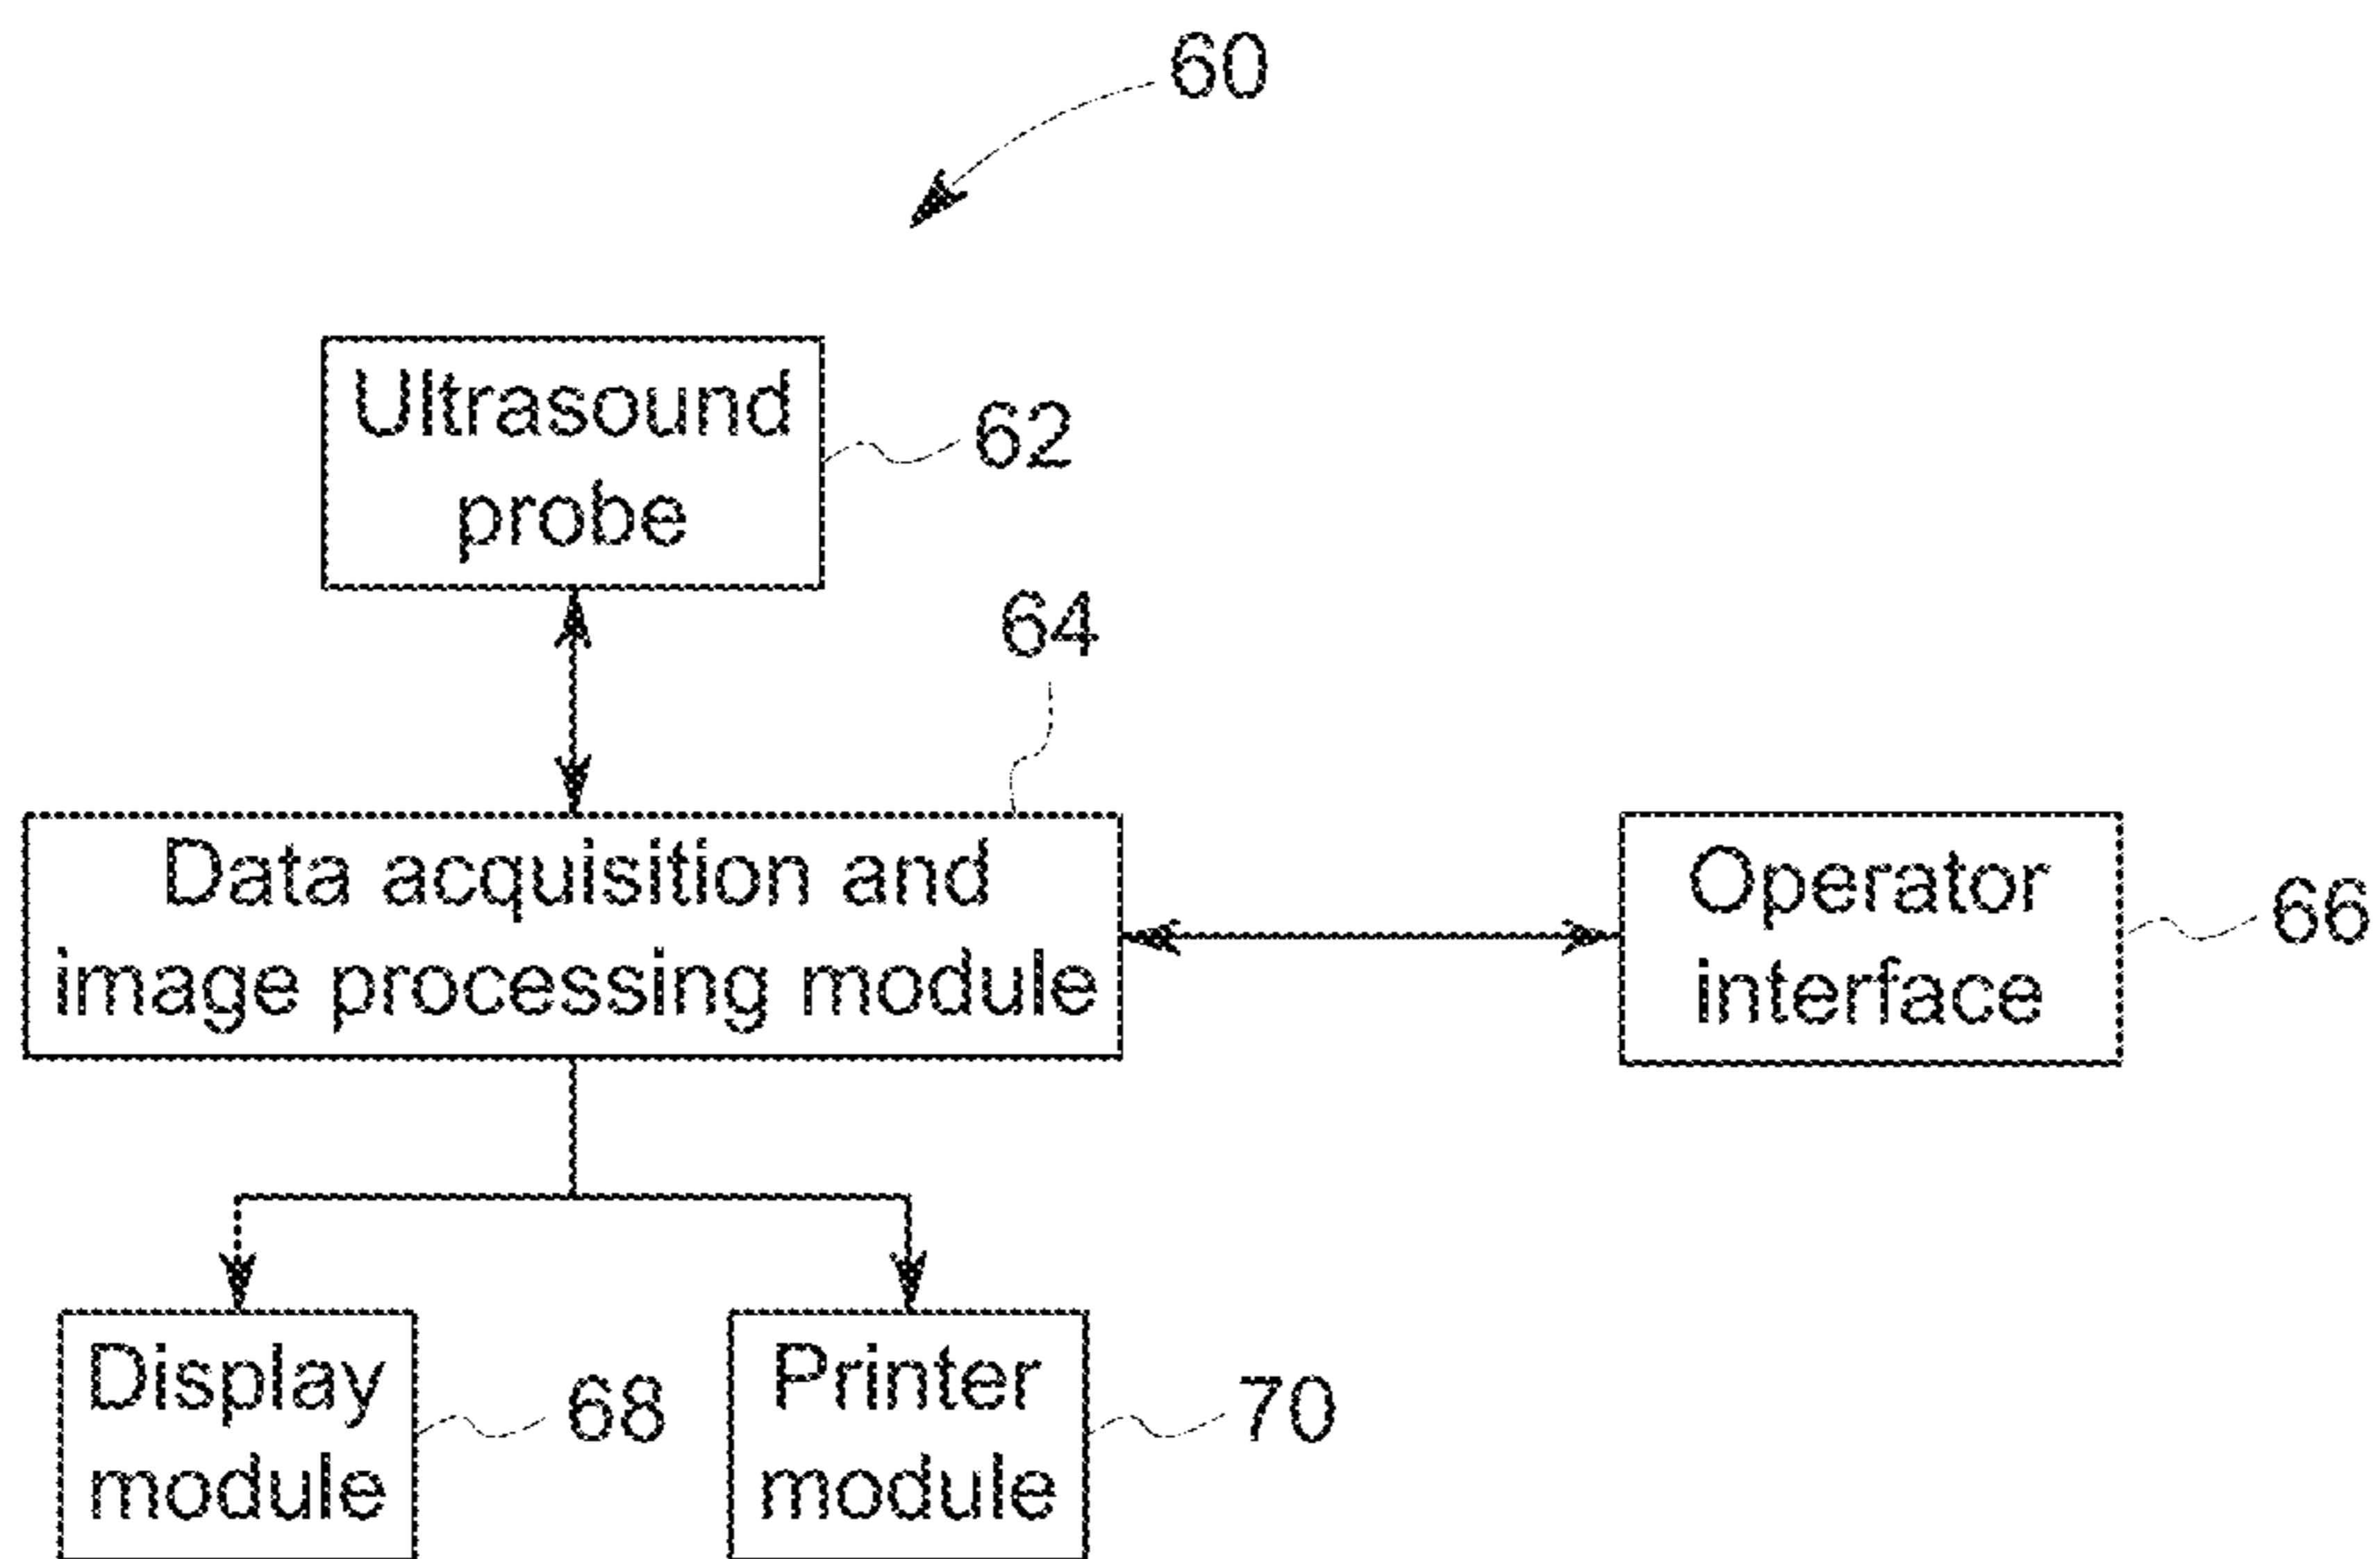 60
Ultrasound
probe
62
64
Data acquisition and
image processing module
Operator
interface
66
Display
module
68
Printer
module
70